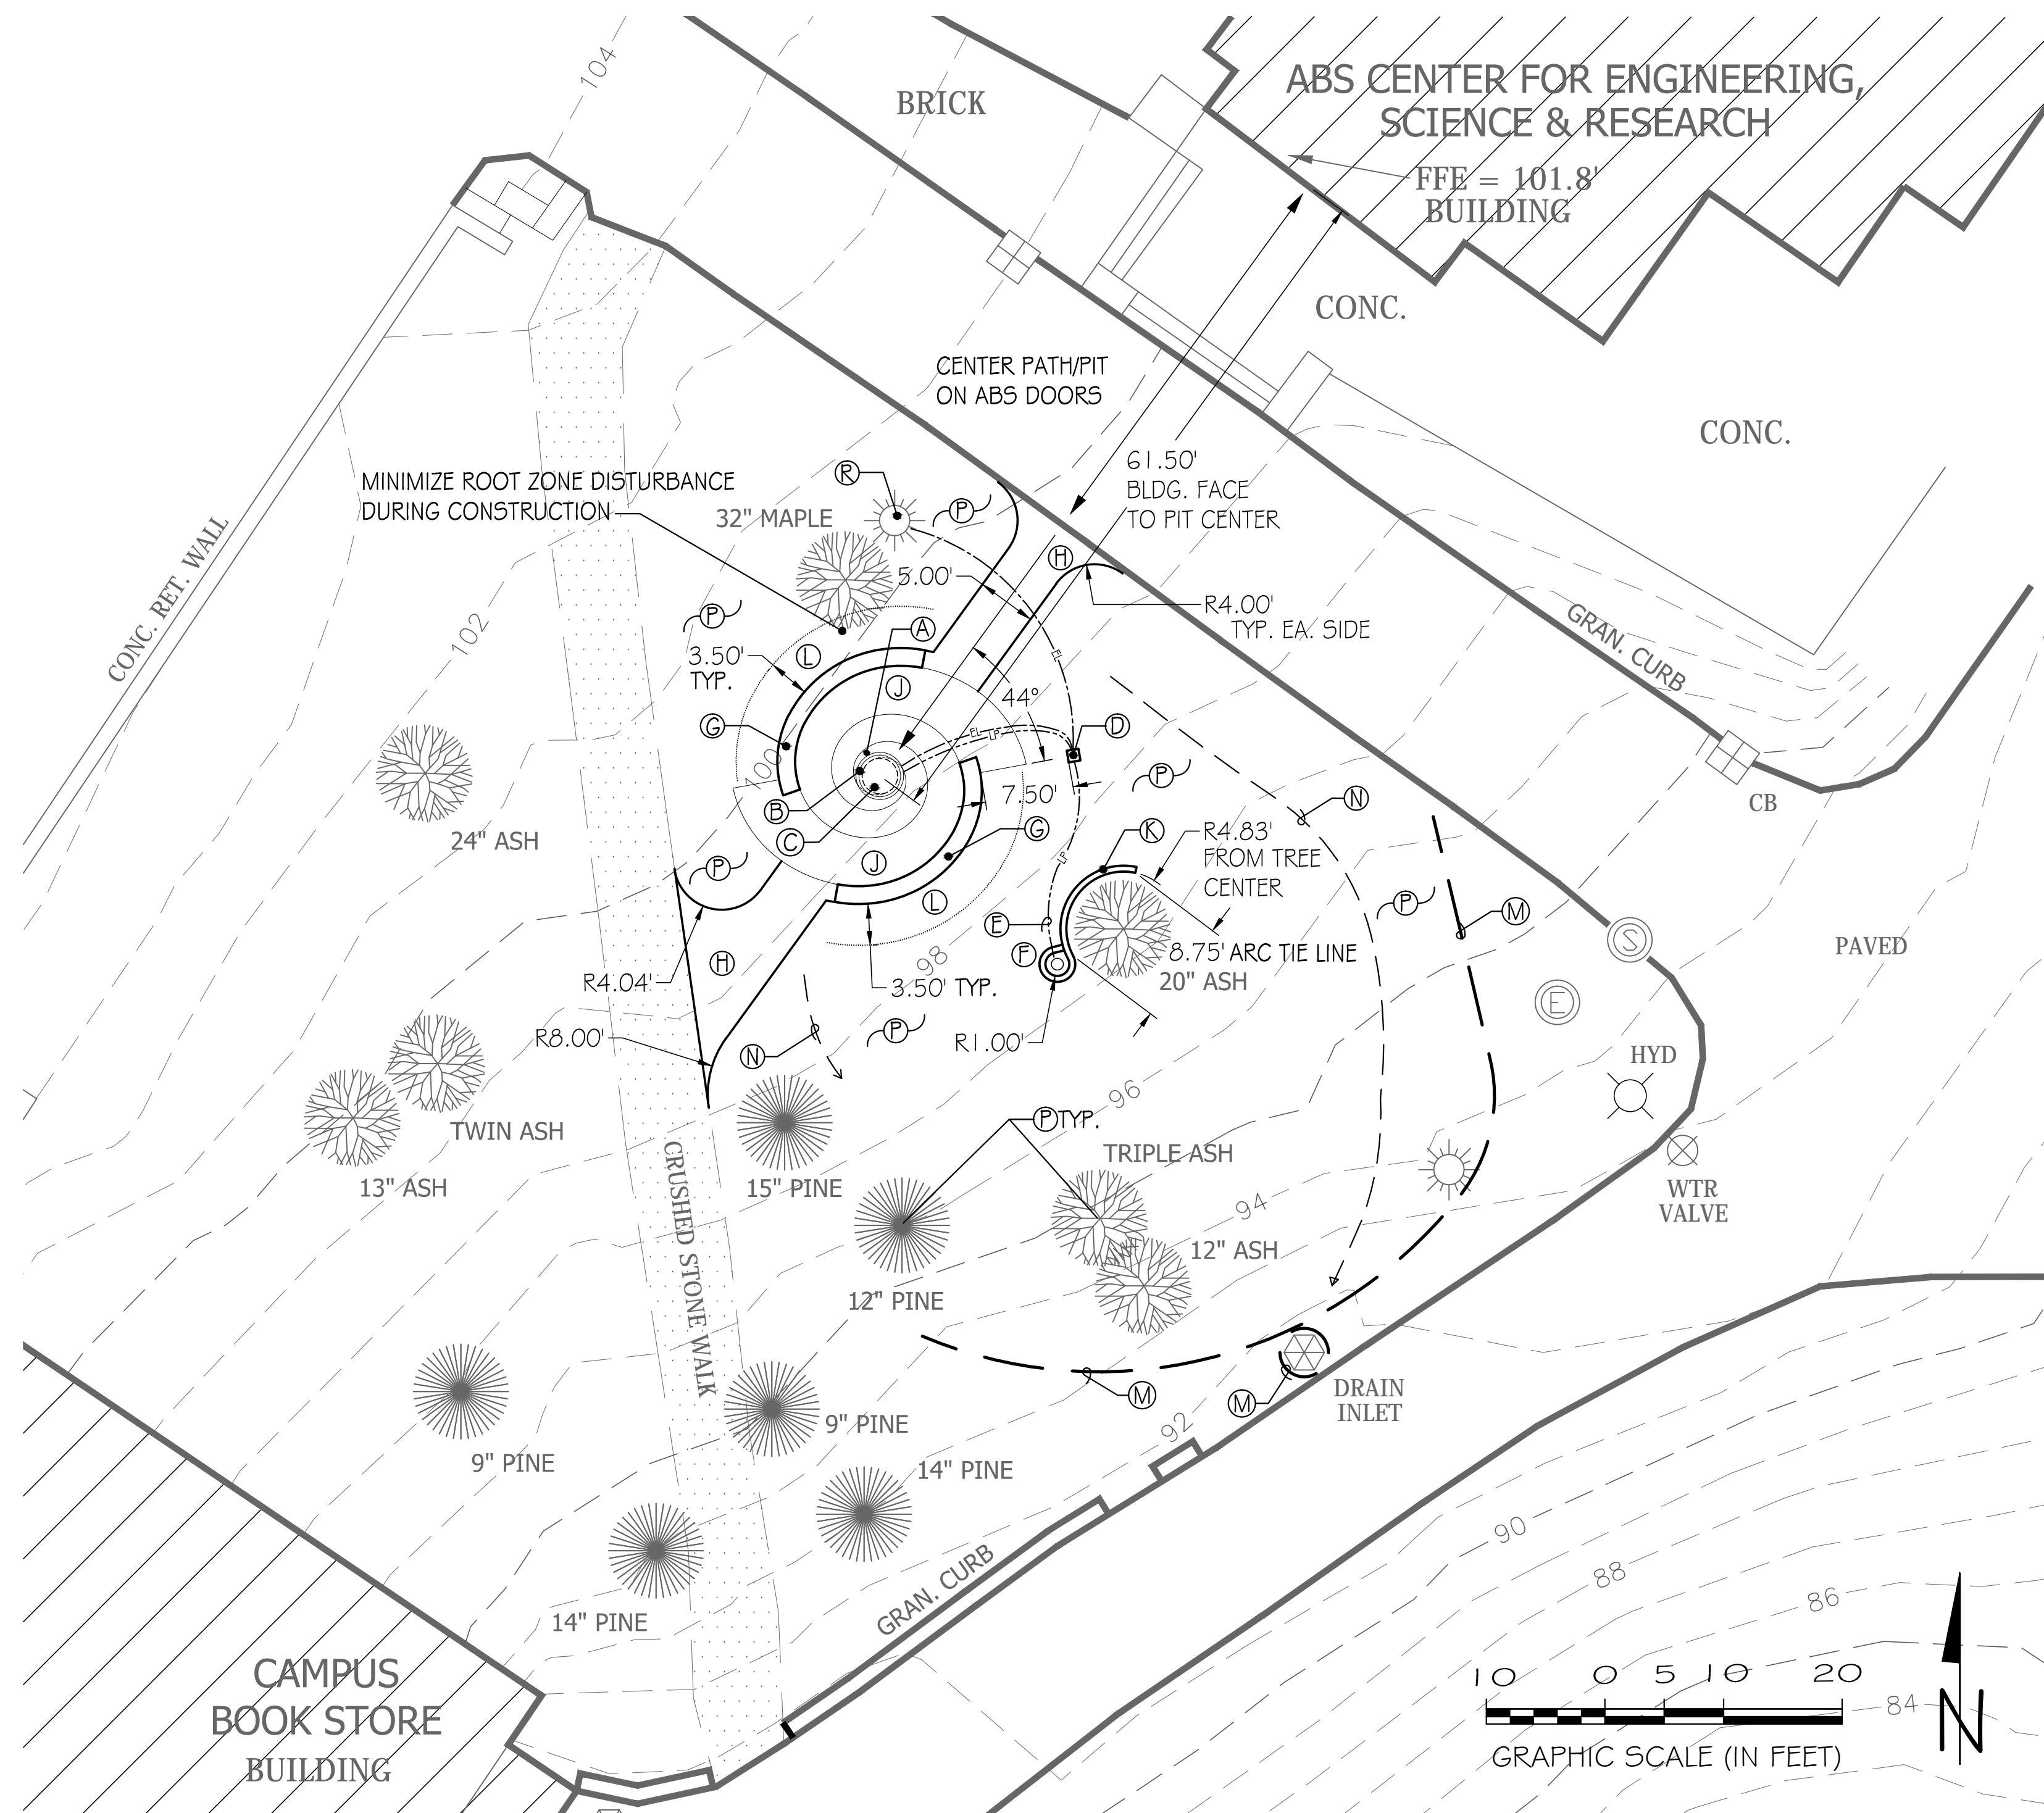 104
BRICK
ABS CENTER FOR ENGINEERING,
SCIENCE & RESEARCH
FFE = 101.8'
BUILDING
CONC.
CENTER PATH/PIT
ON ABS DOORS
CONC.
61.50'
BLDG. FACE
TO PIT CENTER
MINIMIZE ROOT ZONE DISTURBANCE
DURING CONSTRUCTION
32" MAPLE
R
P
H
5.00'
R4.00'
TYP. EA. SIDE
CONC. RET. WALL
102
P
A
3.50'
TYP.
L
J
EL
44°
G
EL
LP
D
100
P
7.50'
B
C
G
J
L
LP
K
R4.83'
FROM TREE
CENTER
N
GRAN. CURB
CB
24" ASH
P
P
M
E
F
8.75' ARC TIE LINE
20" ASH
98
R4.04'
H
3.50' TYP.
P
R8.00'
N
R1.00'
S
E
PAVED
HYD
WTR
VALVE
96
P TYP.
TRIPLE ASH
TWIN ASH
13" ASH
15" PINE
94
12" ASH
12" PINE
CRUSHED STONE WALK
M
M
DRAIN
INLET
92
9" PINE
9" PINE
14" PINE
14" PINE
GRAN. CURB
90
88
86
84
CAMPUS
BOOK STORE
BUILDING
10 0 5 10 20
GRAPHIC SCALE (IN FEET)
N